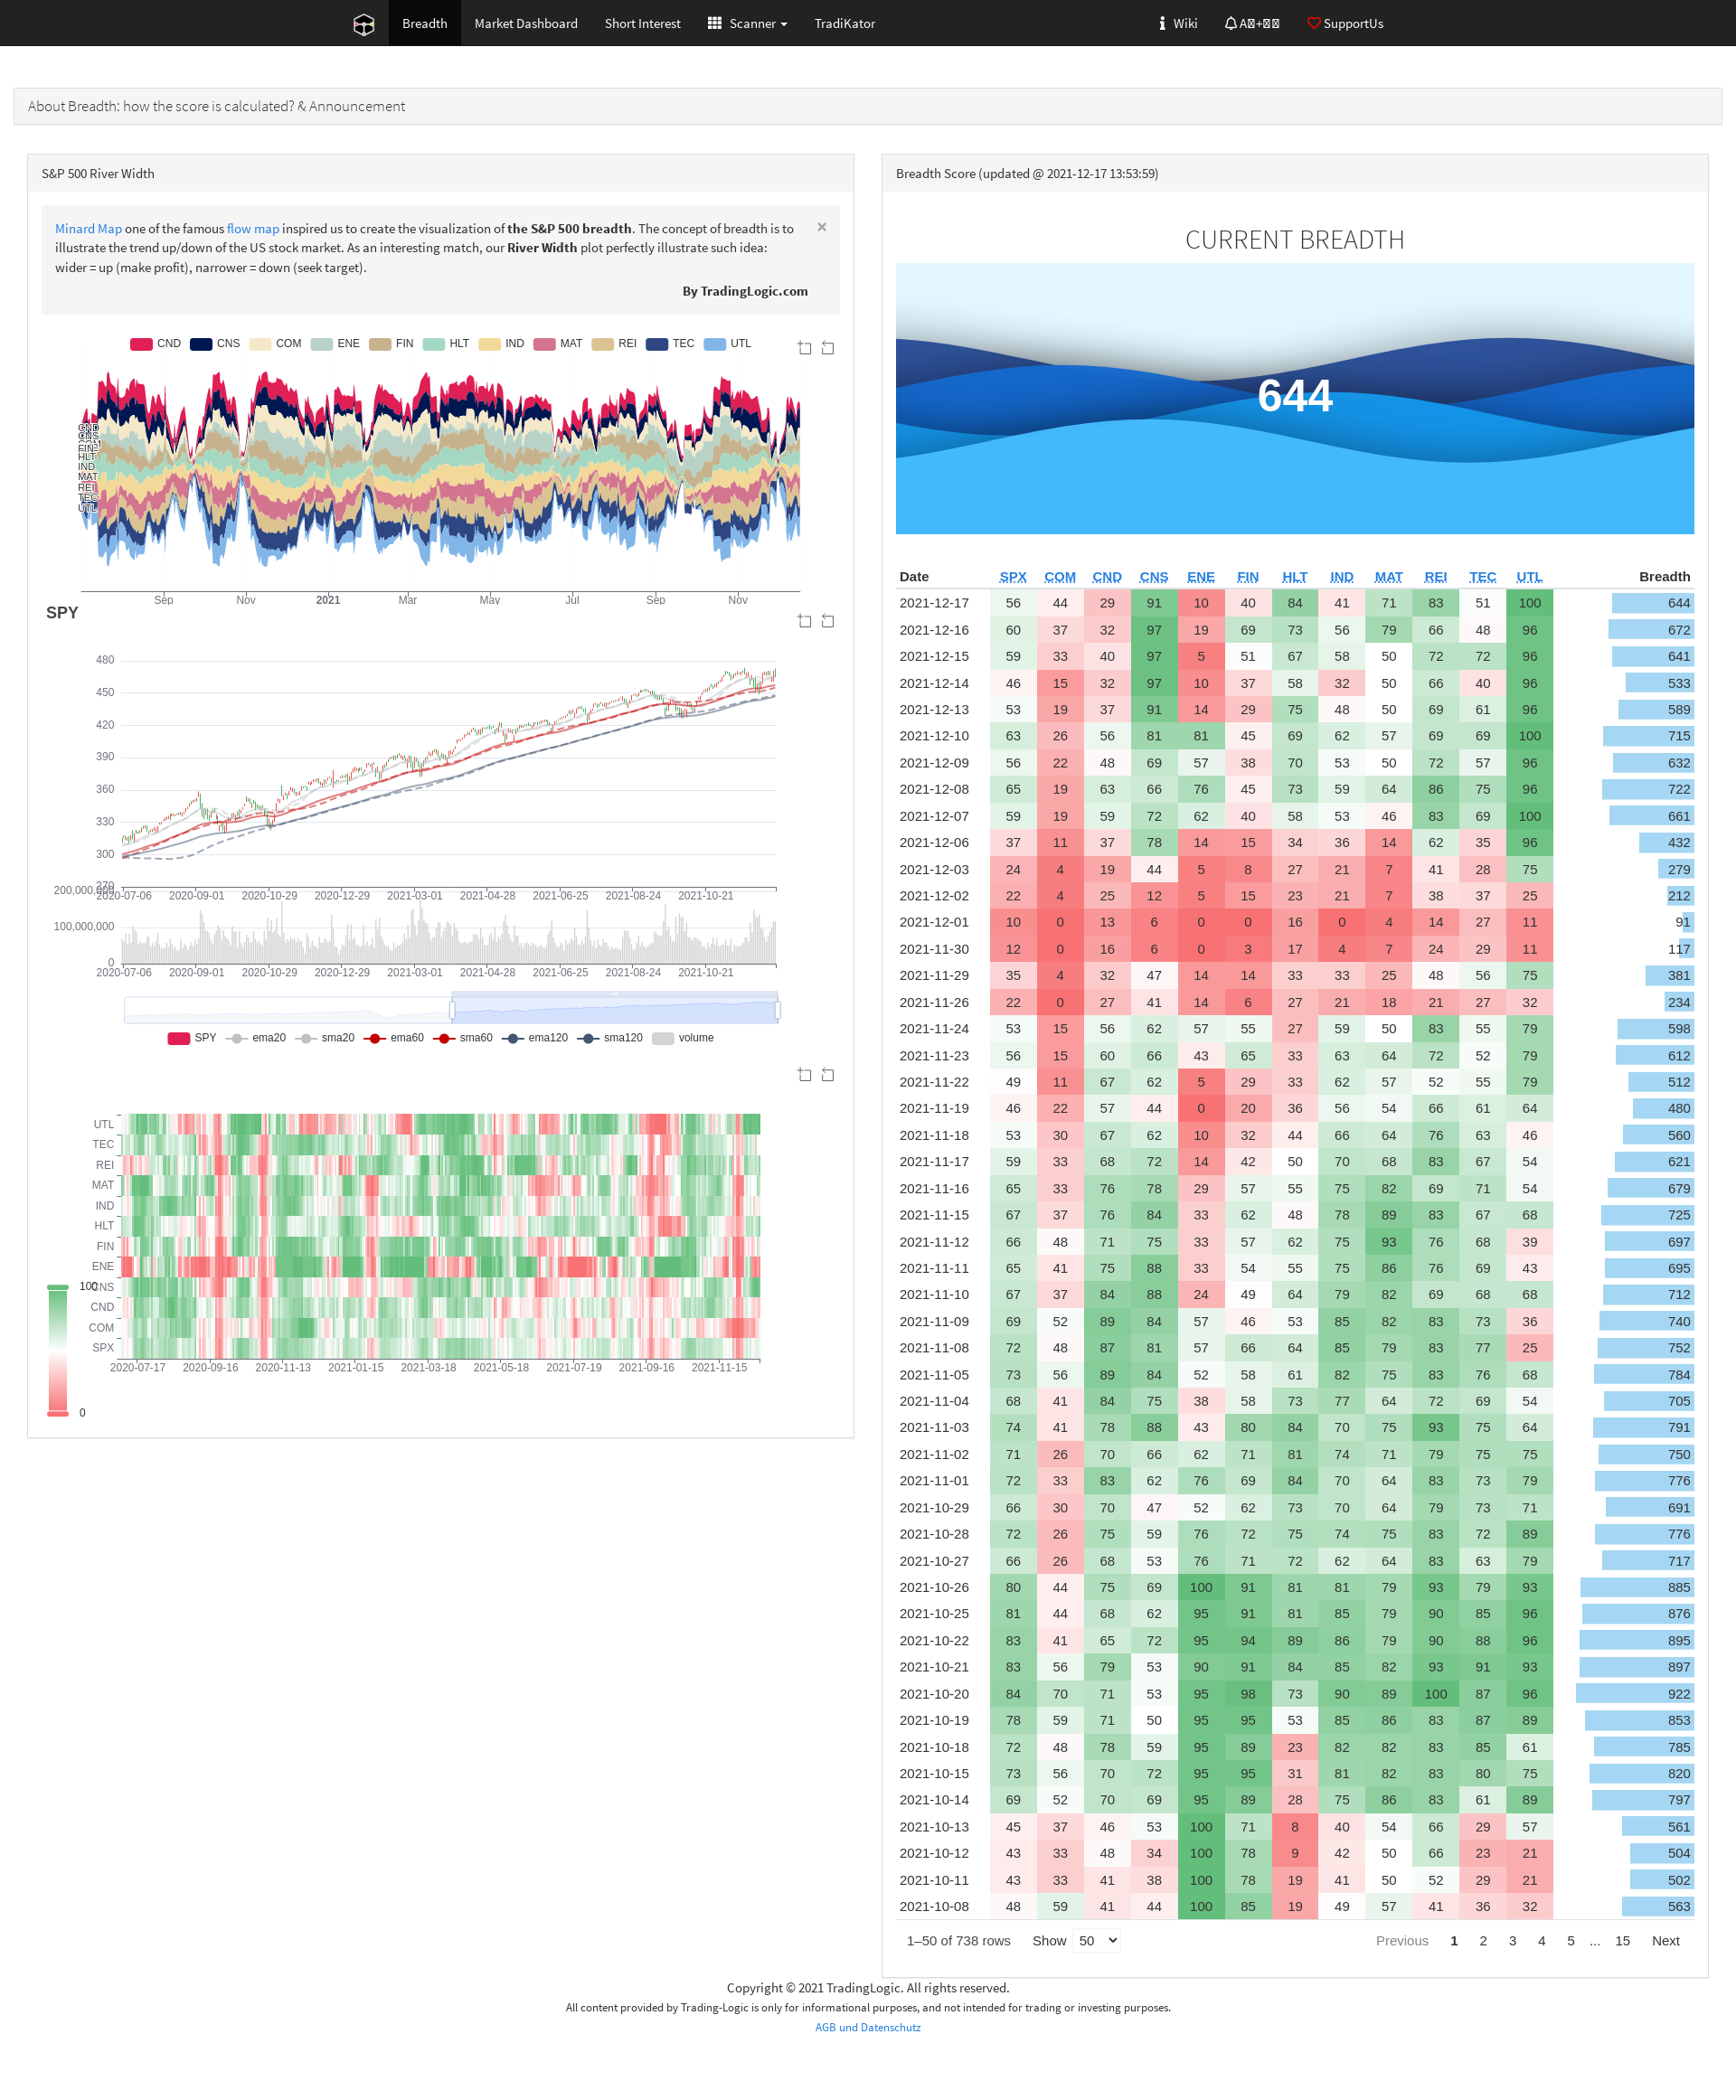 Breadth
Market Dashboard
Short Interest
Scanner
TradiKator
Wiki
SupportUs
About Breadth: how the score is calculated? & Announcement
S&P 500 River Width
Minard Map one of the famous flow map inspired us to create the visualization of the S&P 500 breadth. The concept of breadth is to
illustrate the trend up/down of the US stock market. As an interesting match, our River Width plot perfectly illustrate such idea:
wider = up (make profit), narrower = down (seek target).
×
By TradingLogic.com
CND CNS COM ENE FIN HLT IND MAT REI TEC UTL
CND
CNS
FIN
HLT
IND
MAT
REI
TEC
UTL
Sep Nov 2021 Mar May Jul Sep Nov
SPY
480
450
420
390
360
330
300
270
2020-07-06 2020-09-01 2020-10-29 2020-12-29 2021-03-01 2021-04-28 2021-06-25 2021-08-24 2021-10-21
200,000,000
100,000,000
0
2020-07-06 2020-09-01 2020-10-29 2020-12-29 2021-03-01 2021-04-28 2021-06-25 2021-08-24 2021-10-21
SPY ema20 sma20 ema60 sma60 ema120 sma120 volume
UTL
TEC
REI
MAT
IND
HLT
FIN
ENE
CNS
CND
COM
SPX
2020-07-17 2020-09-16 2020-11-13 2021-01-15 2021-03-18 2021-05-18 2021-07-19 2021-09-16 2021-11-15
100
0
Breadth Score (updated @ 2021-12-17 13:53:59)
CURRENT BREADTH
644
Date SPX COM CND CNS ENE FIN HLT IND MAT REI TEC UTL Breadth
2021-12-17 56 44 29 91 10 40 84 41 71 83 51 100 644
2021-12-16 60 37 32 97 19 69 73 56 79 66 48 96 672
2021-12-15 59 33 40 97 5 51 67 58 50 72 72 96 641
2021-12-14 46 15 32 97 10 37 58 32 50 66 40 96 533
2021-12-13 53 19 37 91 14 29 75 48 50 69 61 96 589
2021-12-10 63 26 56 81 81 45 69 62 57 69 69 100 715
2021-12-09 56 22 48 69 57 38 70 53 50 72 57 96 632
2021-12-08 65 19 63 66 76 45 73 59 64 86 75 96 722
2021-12-07 59 19 59 72 62 40 58 53 46 83 69 100 661
2021-12-06 37 11 37 78 14 15 34 36 14 62 35 96 432
2021-12-03 24 4 19 44 5 8 27 21 7 41 28 75 279
2021-12-02 22 4 25 12 5 15 23 21 7 38 37 25 212
2021-12-01 10 0 13 6 0 0 16 0 4 14 27 11 91
2021-11-30 12 0 16 6 0 3 17 4 7 24 29 11 117
2021-11-29 35 4 32 47 14 14 33 33 25 48 56 75 381
2021-11-26 22 0 27 41 14 6 27 21 18 21 27 32 234
2021-11-24 53 15 56 62 57 55 27 59 50 83 55 79 598
2021-11-23 56 15 60 66 43 65 33 63 64 72 52 79 612
2021-11-22 49 11 67 62 5 29 33 62 57 52 55 79 512
2021-11-19 46 22 57 44 0 20 36 56 54 66 61 64 480
2021-11-18 53 30 67 62 10 32 44 66 64 76 63 46 560
2021-11-17 59 33 68 72 14 42 50 70 68 83 67 54 621
2021-11-16 65 33 76 78 29 57 55 75 82 69 71 54 679
2021-11-15 67 37 76 84 33 62 48 78 89 83 67 68 725
2021-11-12 66 48 71 75 33 57 62 75 93 76 68 39 697
2021-11-11 65 41 75 88 33 54 55 75 86 76 69 43 695
2021-11-10 67 37 84 88 24 49 64 79 82 69 68 68 712
2021-11-09 69 52 89 84 57 46 53 85 82 83 73 36 740
2021-11-08 72 48 87 81 57 66 64 85 79 83 77 25 752
2021-11-05 73 56 89 84 52 58 61 82 75 83 76 68 784
2021-11-04 68 41 84 75 38 58 73 77 64 72 69 54 705
2021-11-03 74 41 78 88 43 80 84 70 75 93 75 64 791
2021-11-02 71 26 70 66 62 71 81 74 71 79 75 75 750
2021-11-01 72 33 83 62 76 69 84 70 64 83 73 79 776
2021-10-29 66 30 70 47 52 62 73 70 64 79 73 71 691
2021-10-28 72 26 75 59 76 72 75 74 75 83 72 89 776
2021-10-27 66 26 68 53 76 71 72 62 64 83 63 79 717
2021-10-26 80 44 75 69 100 91 81 81 79 93 79 93 885
2021-10-25 81 44 68 62 95 91 81 85 79 90 85 96 876
2021-10-22 83 41 65 72 95 94 89 86 79 90 88 96 895
2021-10-21 83 56 79 53 90 91 84 85 82 93 91 93 897
2021-10-20 84 70 71 53 95 98 73 90 89 100 87 96 922
2021-10-19 78 59 71 50 95 95 53 85 86 83 87 89 853
2021-10-18 72 48 78 59 95 89 23 82 82 83 85 61 785
2021-10-15 73 56 70 72 95 95 31 81 82 83 80 75 820
2021-10-14 69 52 70 69 95 89 28 75 86 83 61 89 797
2021-10-13 45 37 46 53 100 71 8 40 54 66 29 57 561
2021-10-12 43 33 48 34 100 78 9 42 50 66 23 21 504
2021-10-11 43 33 41 38 100 78 19 41 50 52 29 21 502
2021-10-08 48 59 41 44 100 85 19 49 57 41 36 32 563
1–50 of 738 rows Show 50 Previous 1 2 3 4 5 ... 15 Next
Copyright © 2021 TradingLogic. All rights reserved.
All content provided by Trading-Logic is only for informational purposes, and not intended for trading or investing purposes.
AGB und Datenschutz